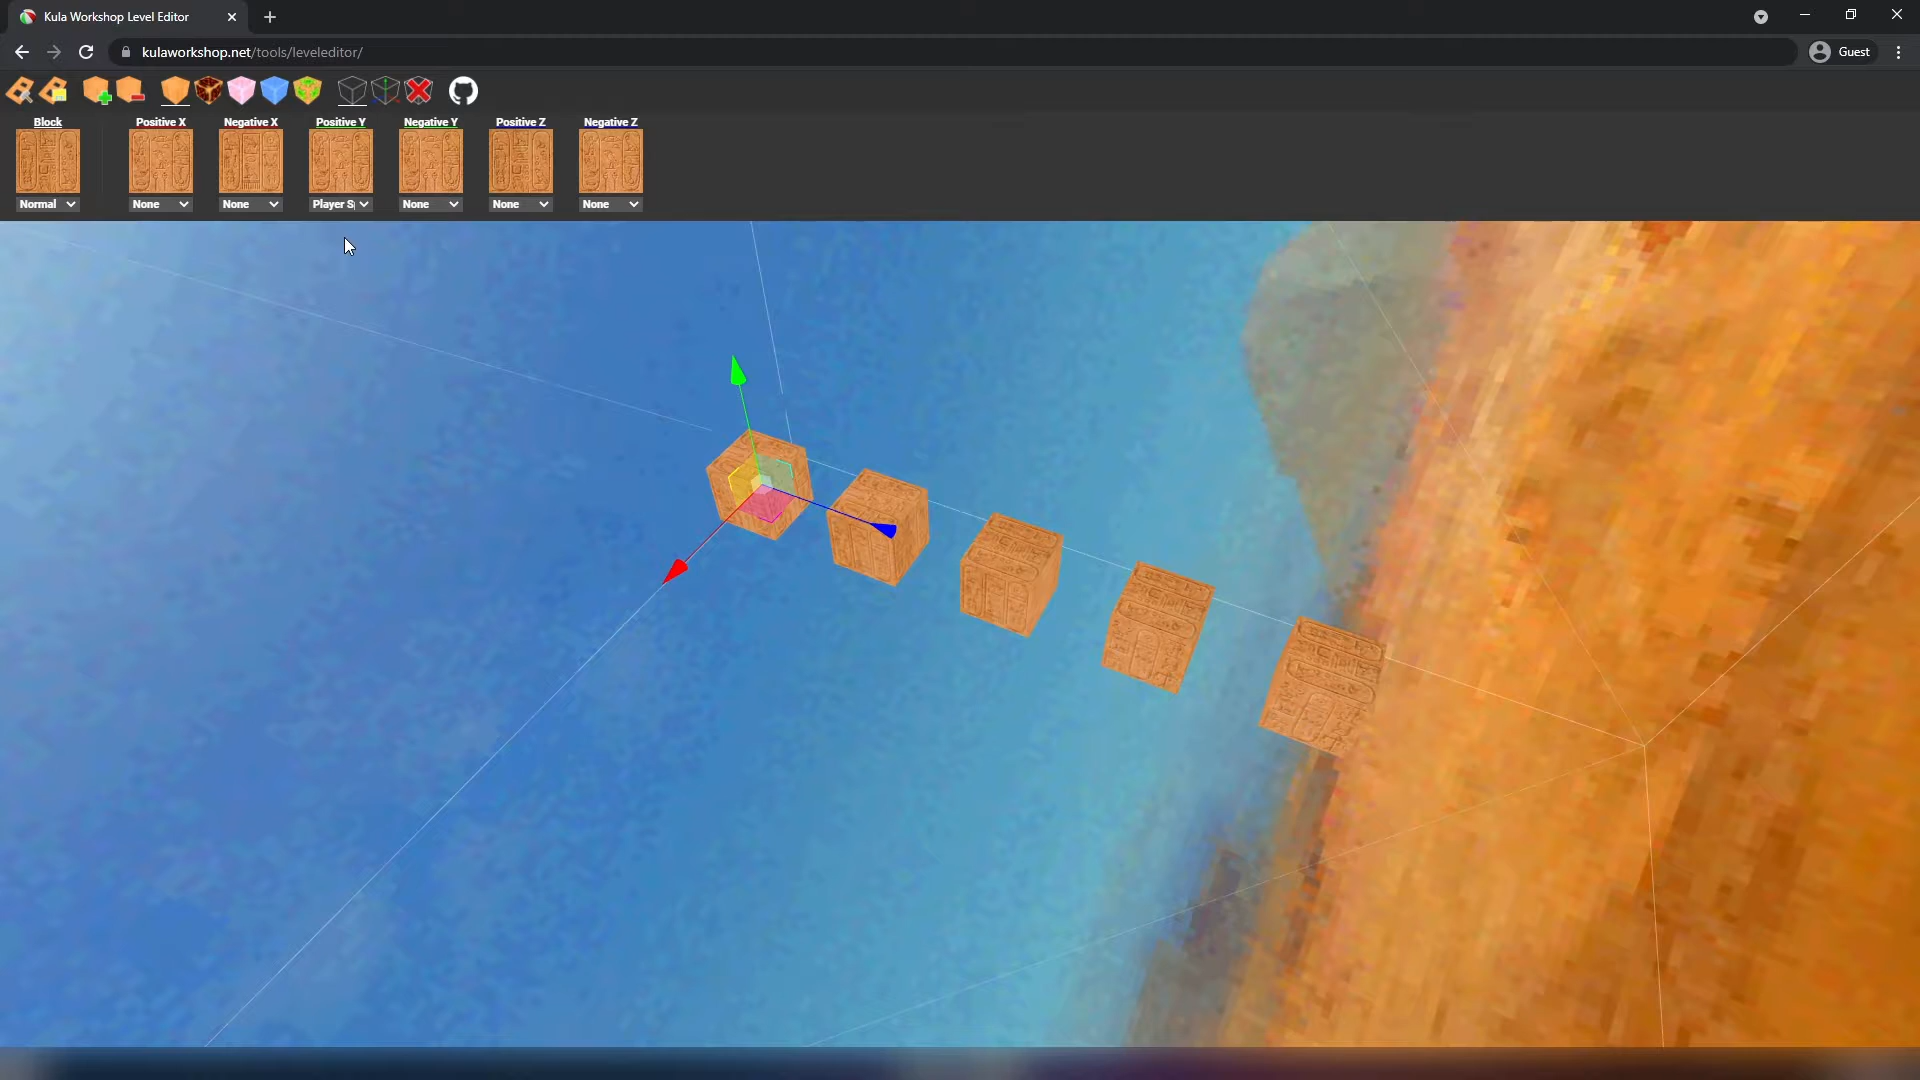 Kula Workshop Level Editor
kulaworkshop.net/tools/leveleditor/
Guest
Block
Positive X
Negative X
Positive Y
Negative Y
Positive Z
Negative Z
Normal
None
None
Player S
None
None
None